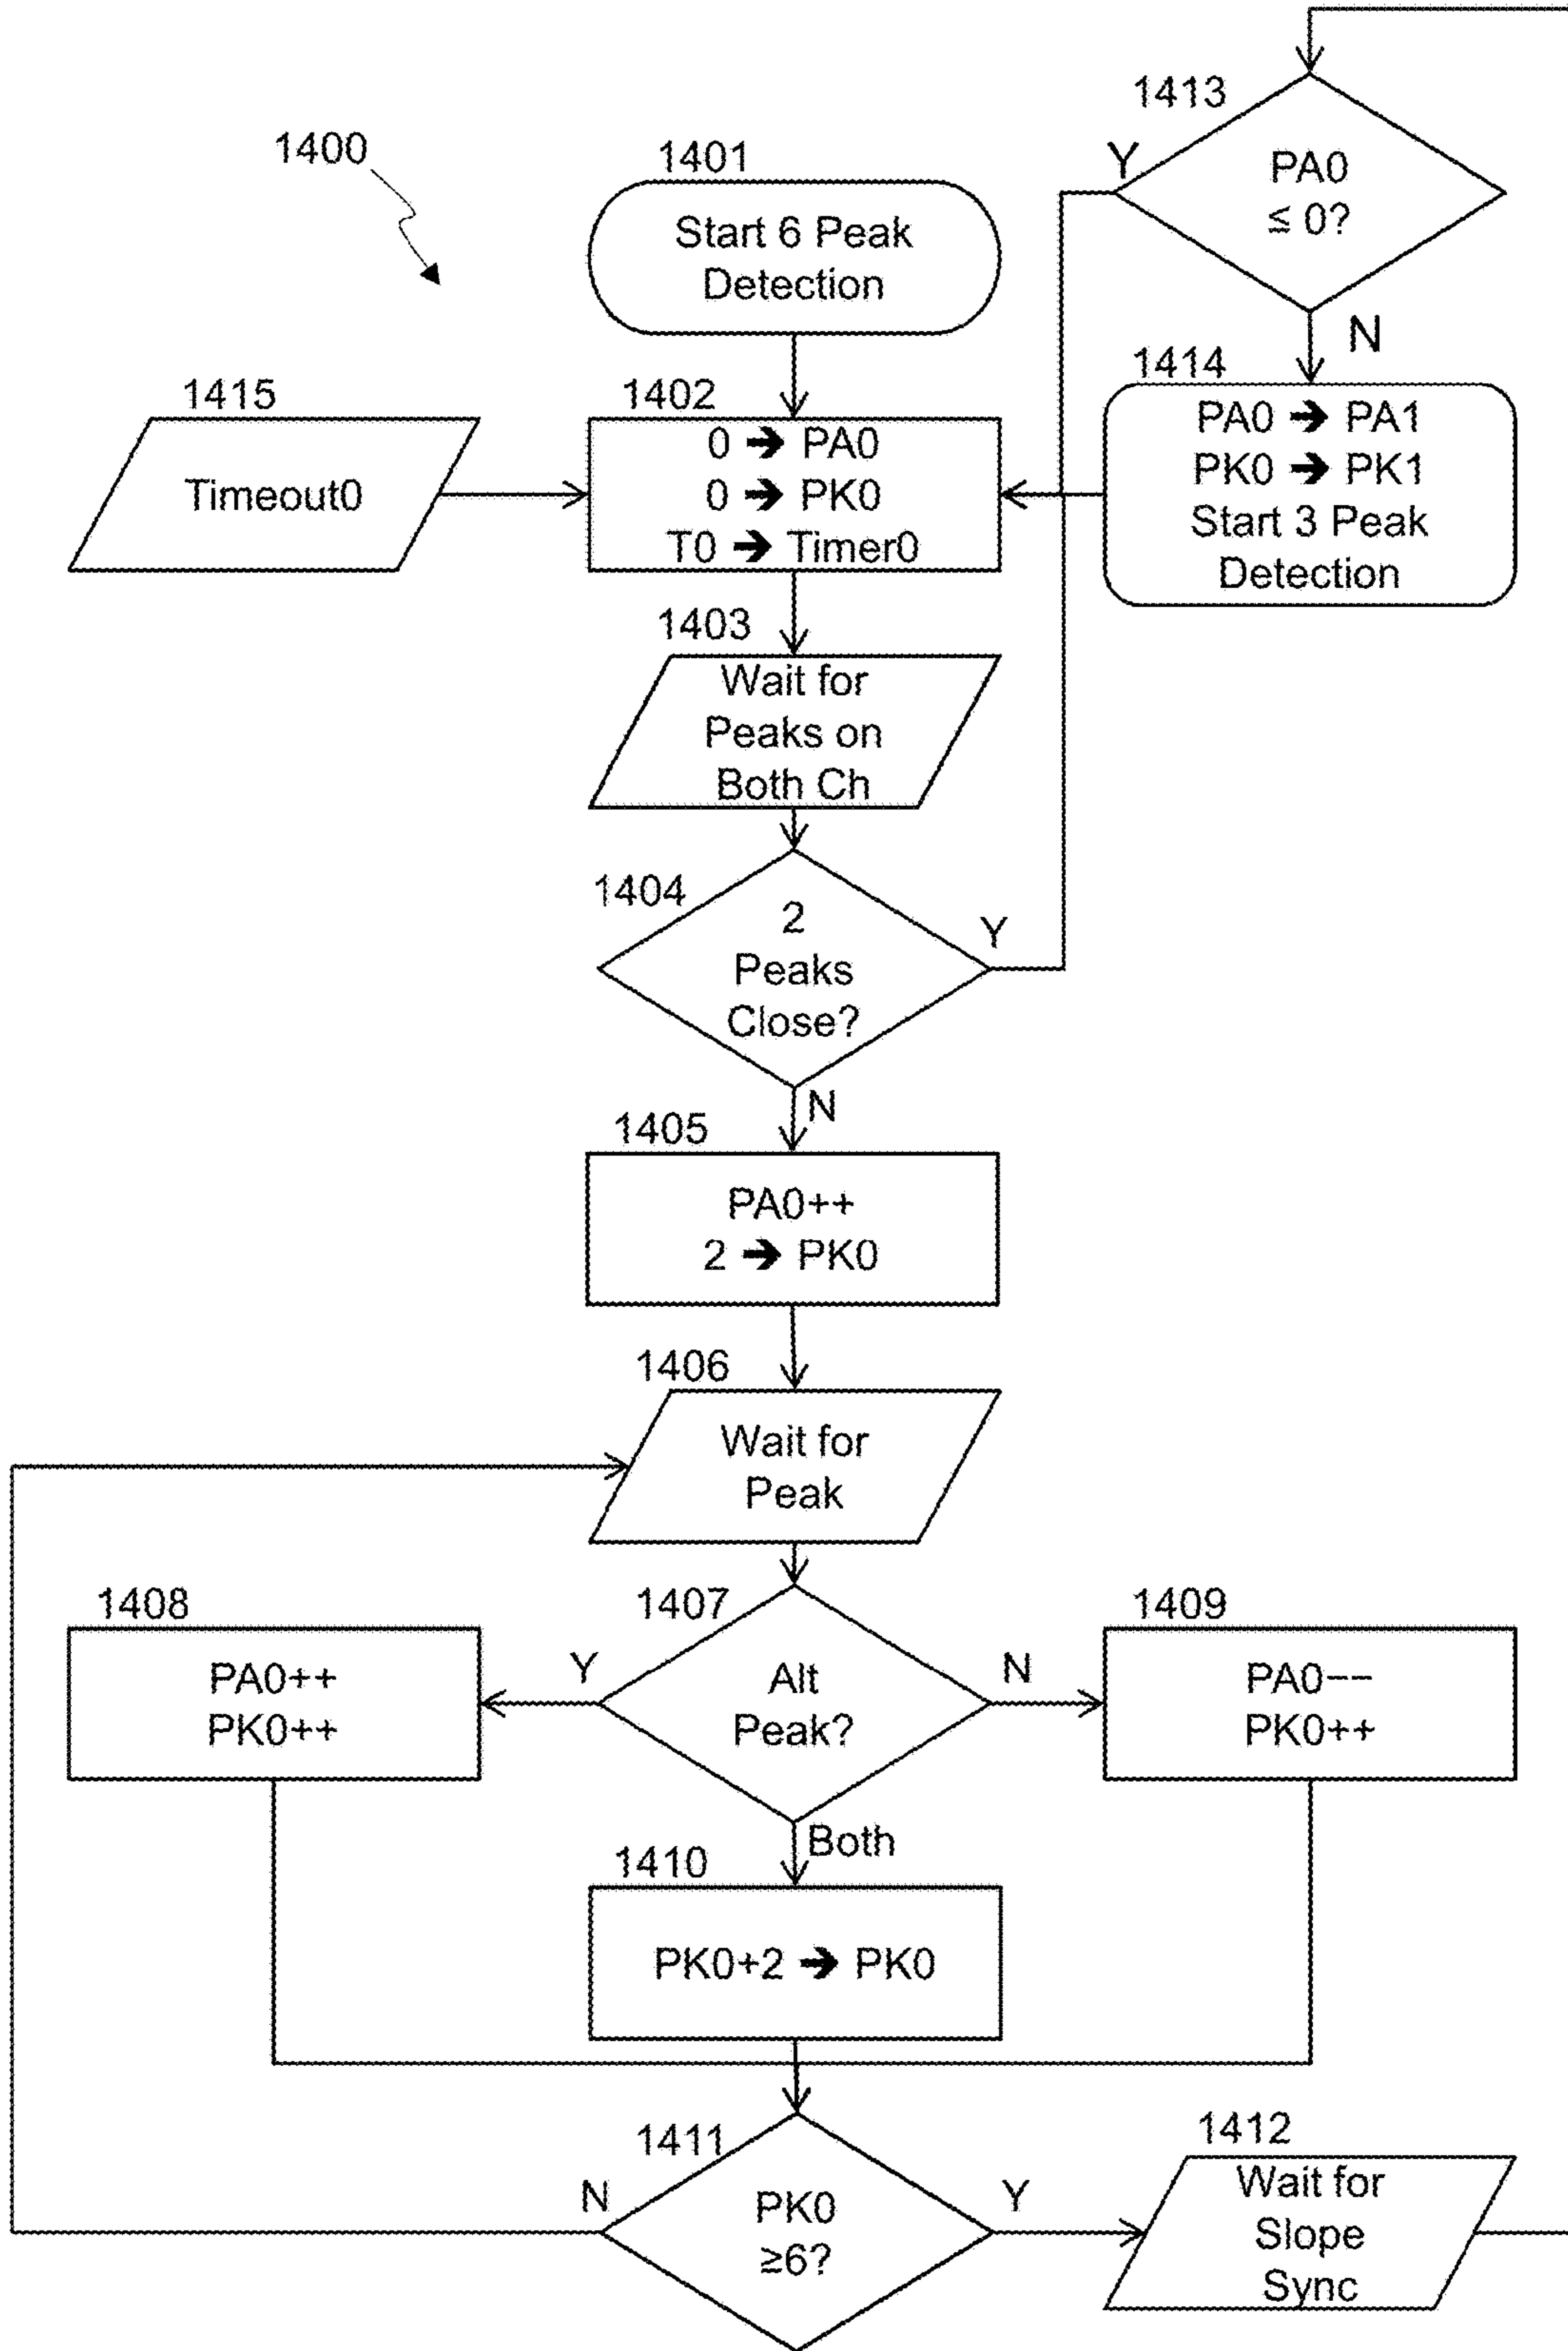 1400
1401
Start 6 Peak
Detection
1413
Y
PA0
≤ 0?
N
1415
Timeout0
1402
0 ➔ PA0
0 ➔ PK0
T0 ➔ Timer0
1414
PA0 ➔ PA1
PK0 ➔ PK1
Start 3 Peak
Detection
1403
Wait for
Peaks on
Both Ch
1404
2
Peaks
Close?
Y
N
1405
PA0++
2 ➔ PK0
1406
Wait for
Peak
1408
PA0++
PK0++
1407
Y
Alt
Peak?
N
Both
1409
PA0−−
PK0++
1410
PK0+2 ➔ PK0
1411
N
PK0
≥6?
Y
1412
Wait for
Slope
Sync